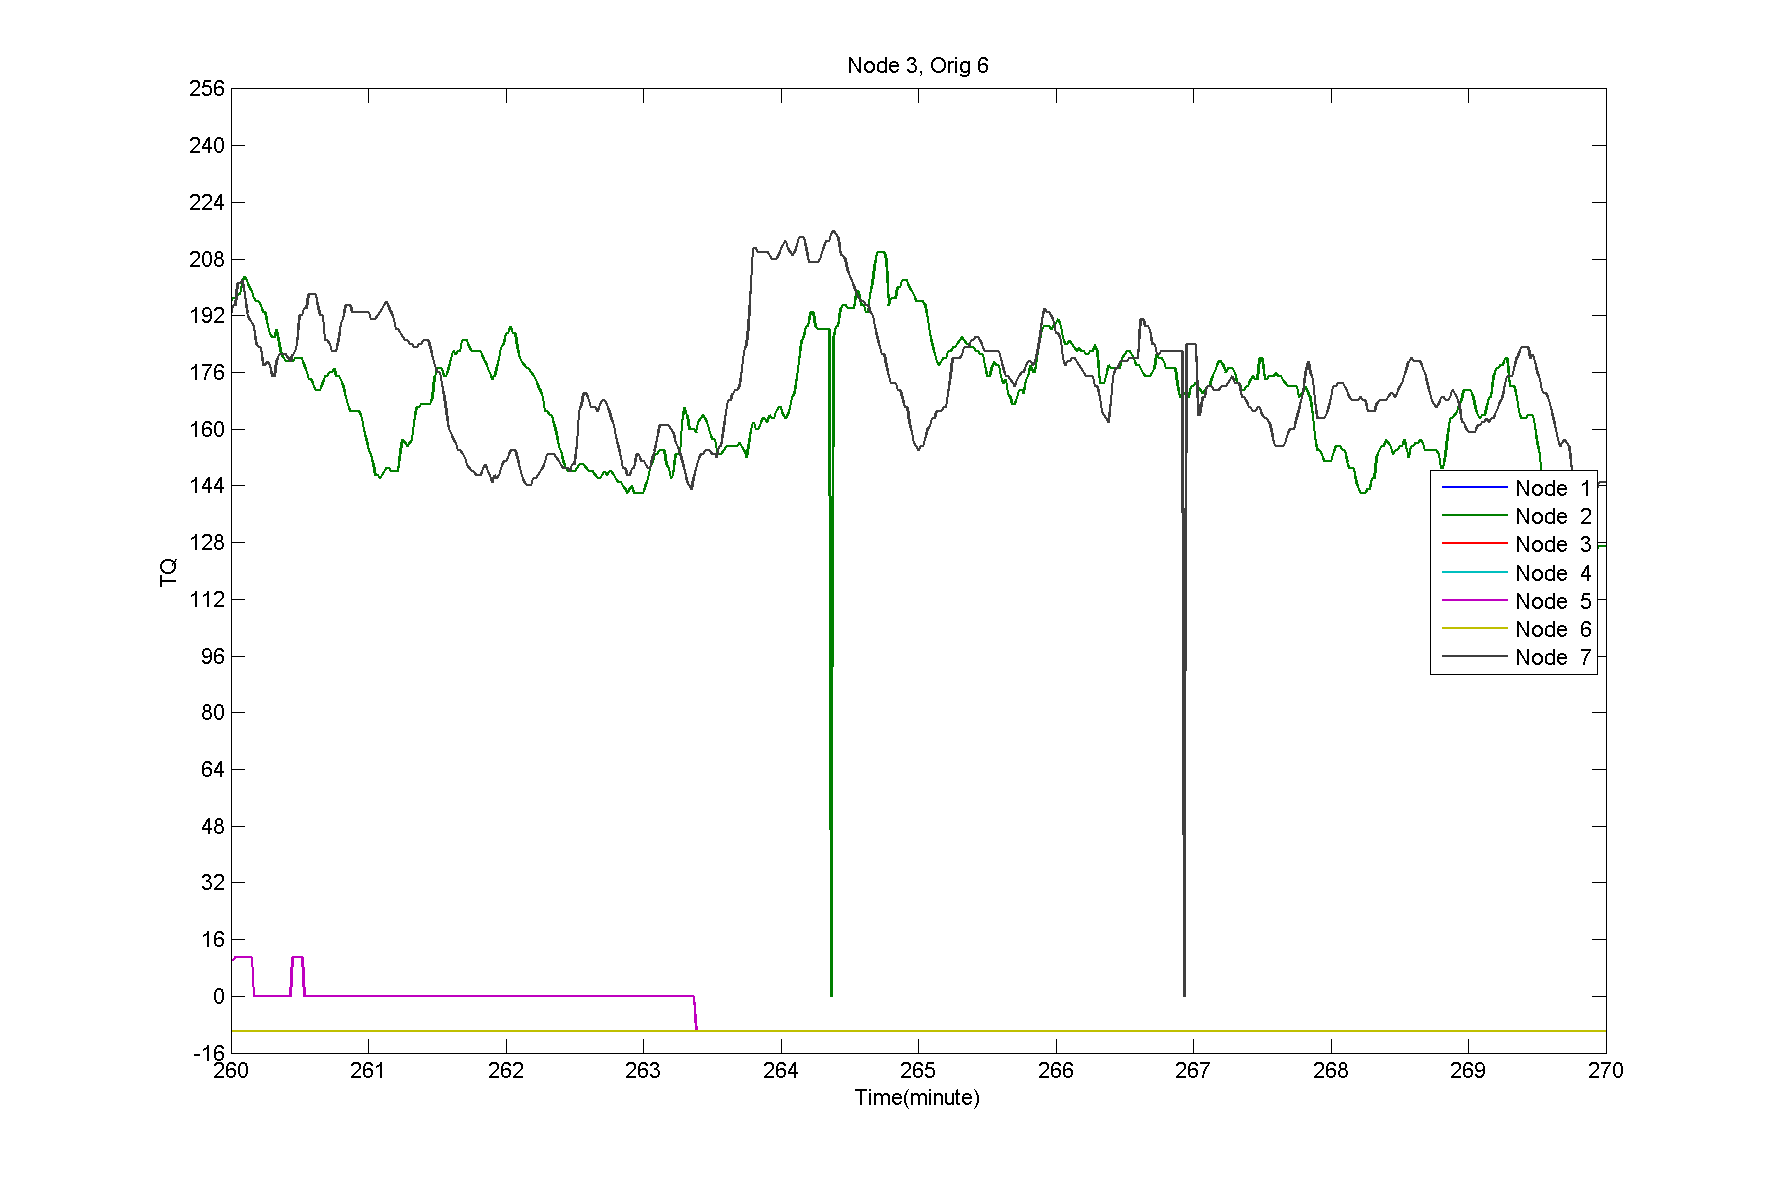 Node 3, Orig 6
256
240
224
208
192
176
160
144
128
112
96
80
64
48
32
16
0
-16
TQ
260 261 262 263 264 265 266 267 268 269 270
Time(minute)
Node 1
Node 2
Node 3
Node 4
Node 5
Node 6
Node 7